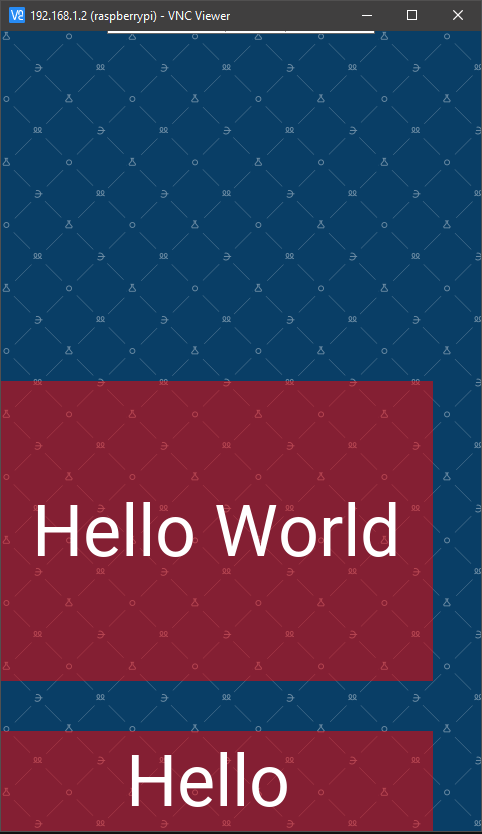 192.168.1.2 (raspberrypi) - VNC Viewer
Hello World
Hello